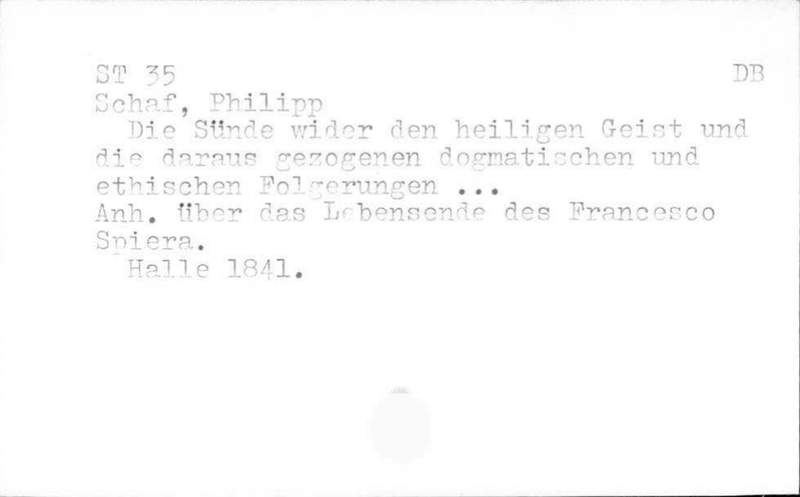 ST 35 DB
Schaf, Philipp
Die Sünde wider den heiligen Geist und
die daraus gezogenen dogmatischen und
ethischen Folgerungen ...
Anh. über das Lebensende des Francesco
Spiera.
Halle 1841.